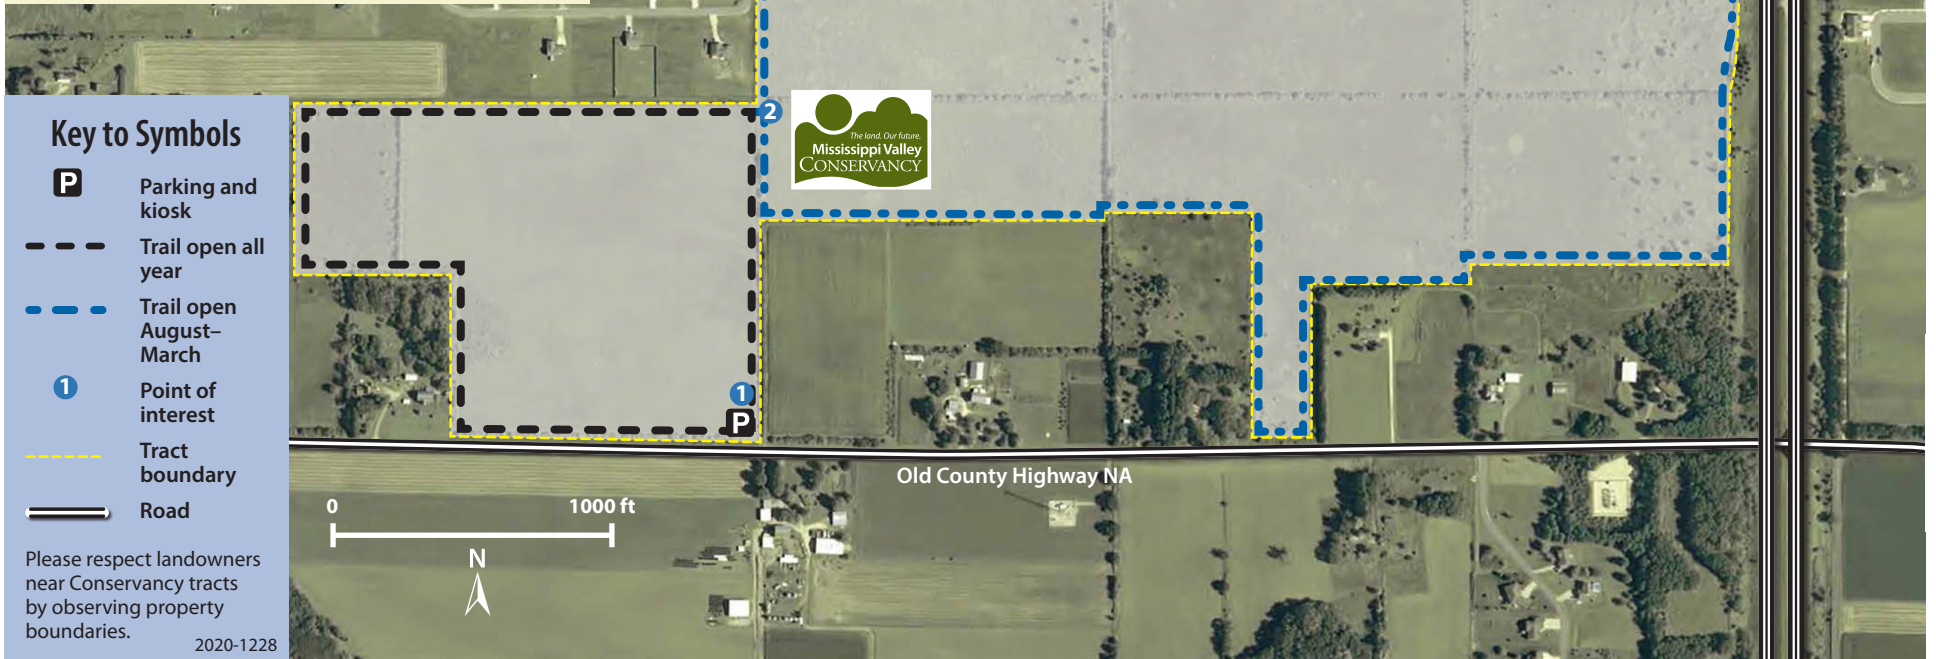 Key to Symbols
P
Parking and
kiosk
Trail open all
year
Trail open
August–
March
1
Point of
interest
Tract
boundary
Road
Please respect landowners
near Conservancy tracts
by observing property
boundaries.
2020-1228
2
The land. Our future.
Mississippi Valley
CONSERVANCY
1
P
Old County Highway NA
0 1000 ft
N